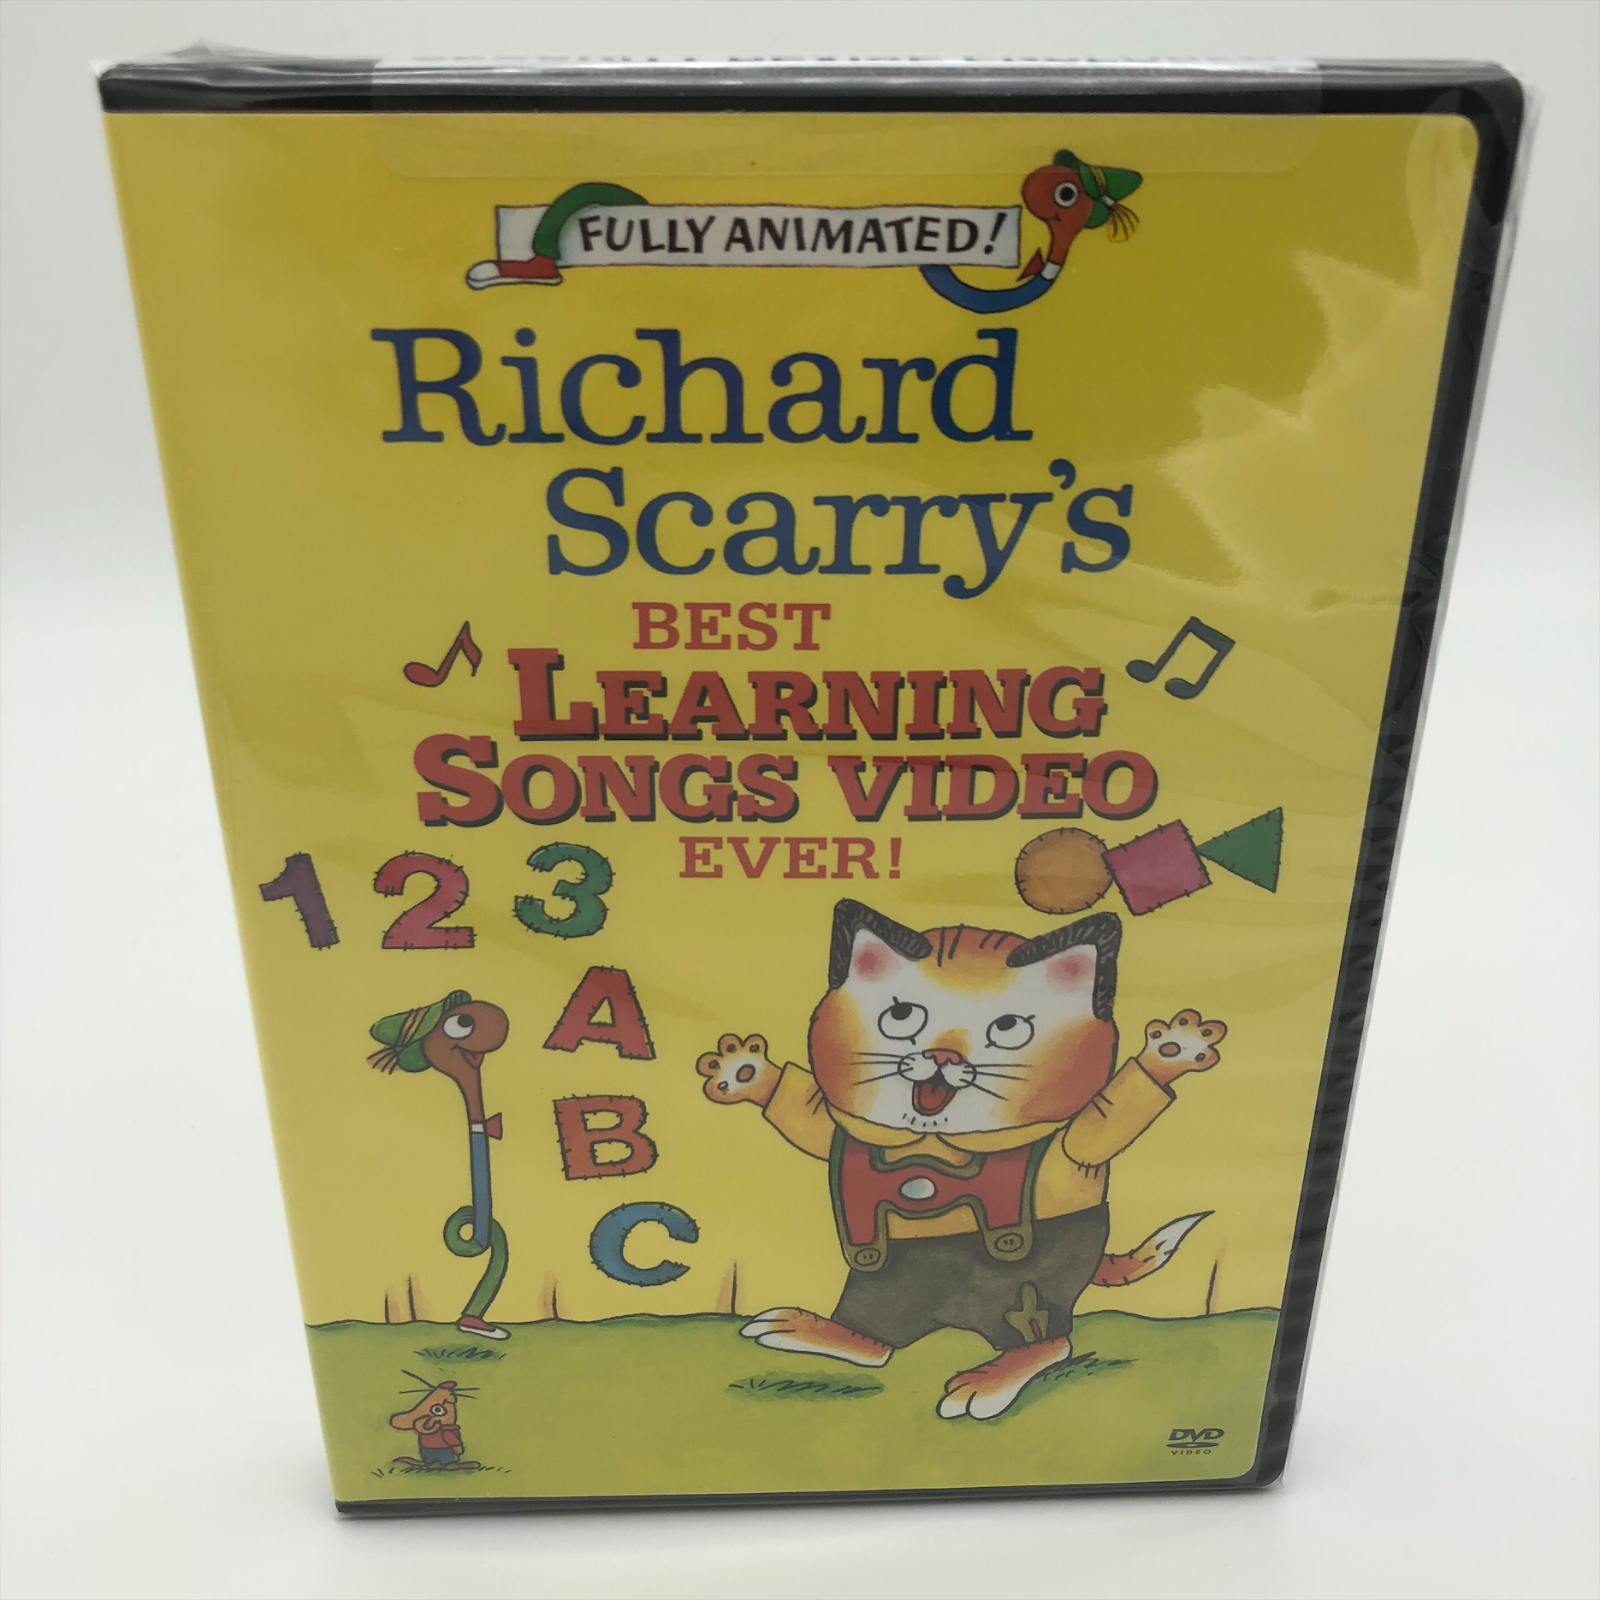 FULLY ANIMATED!
Richard
Scarry's
BEST
LEARNING
SONGS VIDEO
EVER!
1 2 3
A
B
C
DVD
VIDEO